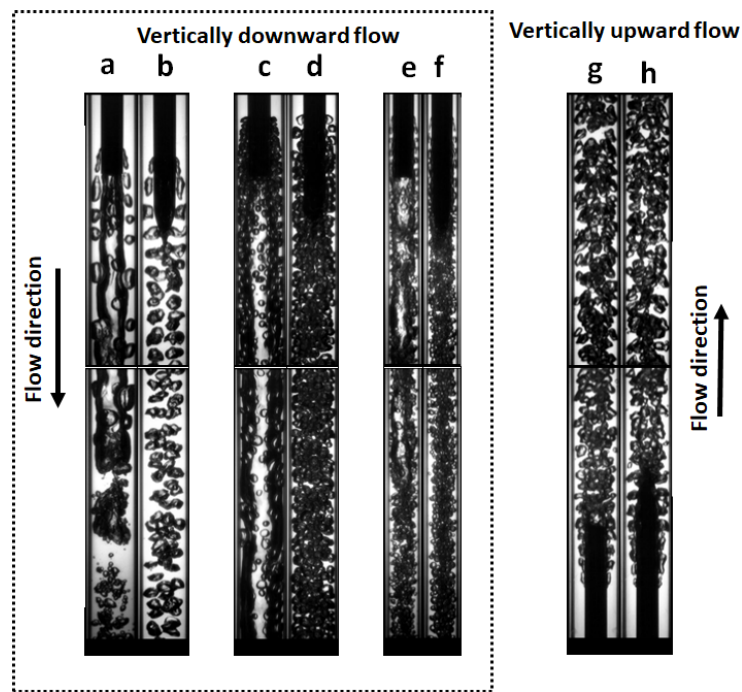 Vertically downward flow
Vertically upward flow
a b c d e f g h
Flow direction
Flow direction